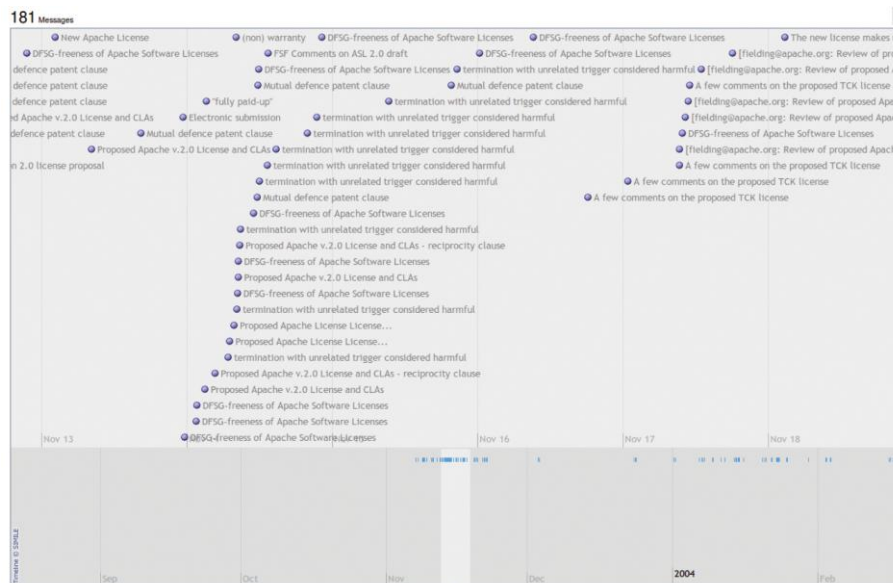 181 Messages
New Apache License
(non) warranty
DFSG-freeness of Apache Software Licenses
DFSG-freeness of Apache Software Licenses
The new license makes
DFSG-freeness of Apache Software Licenses
FSF Comments on ASL 2.0 draft
DFSG-freeness of Apache Software Licenses
[fielding@apache.org: Review of
defence patent clause
DFSG-freeness of Apache Software Licenses
termination with unrelated trigger considered harmful
[fielding@apache.org: Review of proposed
defence patent clause
Mutual defence patent clause
Mutual defence patent clause
A few comments on the proposed TCK license
defence patent clause
"fully paid-up"
termination with unrelated trigger considered harmful
[fielding@apache.org: Review of proposed Apa
d Apache v.2.0 License and CLAs
Electronic submission
termination with unrelated trigger considered harmful
[fielding@apache.org: Review of proposed Apa
defence patent clause
Mutual defence patent clause
termination with unrelated trigger considered harmful
DFSG-freeness of Apache Software Licenses
Proposed Apache v.2.0 License and CLAs
termination with unrelated trigger considered harmful
[fielding@apache.org: Review of proposed Apach
n 2.0 license proposal
termination with unrelated trigger considered harmful
A few comments on the proposed TCK license
termination with unrelated trigger considered harmful
A few comments on the proposed TCK license
Mutual defence patent clause
A few comments on the proposed TCK license
DFSG-freeness of Apache Software Licenses
termination with unrelated trigger considered harmful
Proposed Apache v.2.0 License and CLAs - reciprocity clause
DFSG-freeness of Apache Software Licenses
Proposed Apache v.2.0 License and CLAs
DFSG-freeness of Apache Software Licenses
termination with unrelated trigger considered harmful
Proposed Apache License License...
Proposed Apache License License...
termination with unrelated trigger considered harmful
Proposed Apache v.2.0 License and CLAs - reciprocity clause
Proposed Apache v.2.0 License and CLAs
DFSG-freeness of Apache Software Licenses
DFSG-freeness of Apache Software Licenses
DFSG-freeness of Apache Software Licenses
Nov 13
Nov 16
Nov 17
Nov 18
Timeline © SIMILE
Sep
Oct
Nov
Dec
2004
Feb